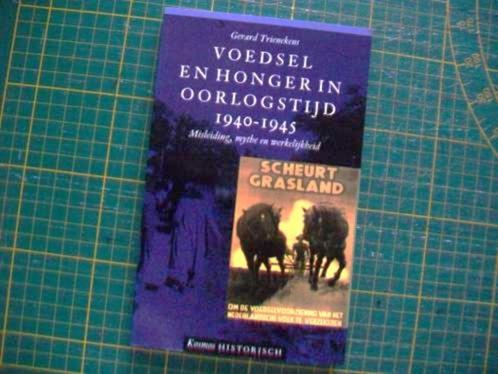 Gerard Trienekens
VOEDSEL
EN HONGER IN
OORLOGSTIJD
1940-1945
Misleiding, mythe en werkelijkheid
SCHEURT
GRASLAND
OM DE VOEDSELVOORZIENING VAN HET
NEDERLANDSCHE VOLK TE VERZEKEREN
Kosmos HISTORISCH